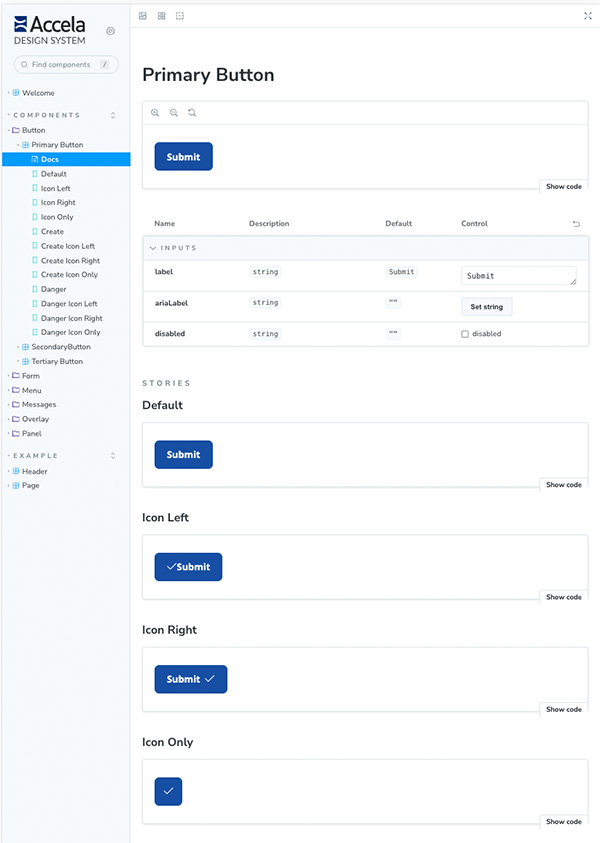 Accela
DESIGN SYSTEM
Find components /
Welcome
COMPONENTS
Button
Primary Button
Docs
Default
Icon Left
Icon Right
Icon Only
Create
Create Icon Left
Create Icon Right
Create Icon Only
Danger
Danger Icon Left
Danger Icon Right
Danger Icon Only
SecondaryButton
Tertiary Button
Form
Menu
Messages
Overlay
Panel
EXAMPLE
Header
Page
Primary Button
Submit
Show code
Name Description Default Control
INPUTS
label string Submit Submit
ariaLabel string "" Set string
disabled string "" disabled
STORIES
Default
Submit
Show code
Icon Left
Submit
Show code
Icon Right
Submit
Show code
Icon Only
Show code